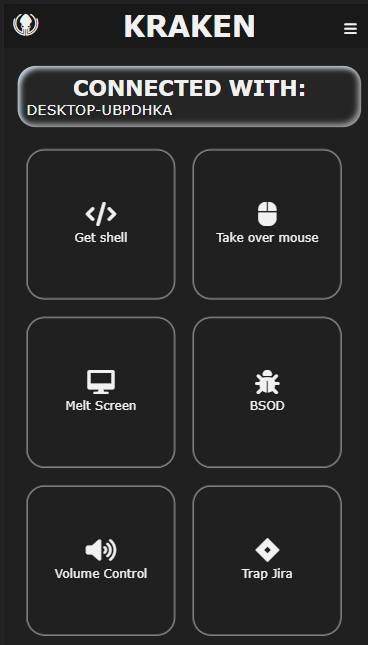 KRAKEN
CONNECTED WITH:
DESKTOP-UBPDHKA
Get shell
Take over mouse
Melt Screen
BSOD
Volume Control
Trap Jira